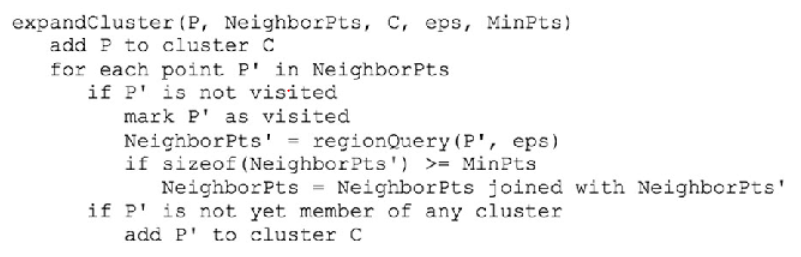 expandCluster(P, NeighborPts, C, eps, MinPts)
add P to cluster C
for each point P' in NeighborPts
if P' is not visited
mark P' as visited
NeighborPts' = regionQuery(P', eps)
if sizeof(NeighborPts') >= MinPts
NeighborPts = NeighborPts joined with NeighborPts'
if P' is not yet member of any cluster
add P' to cluster C